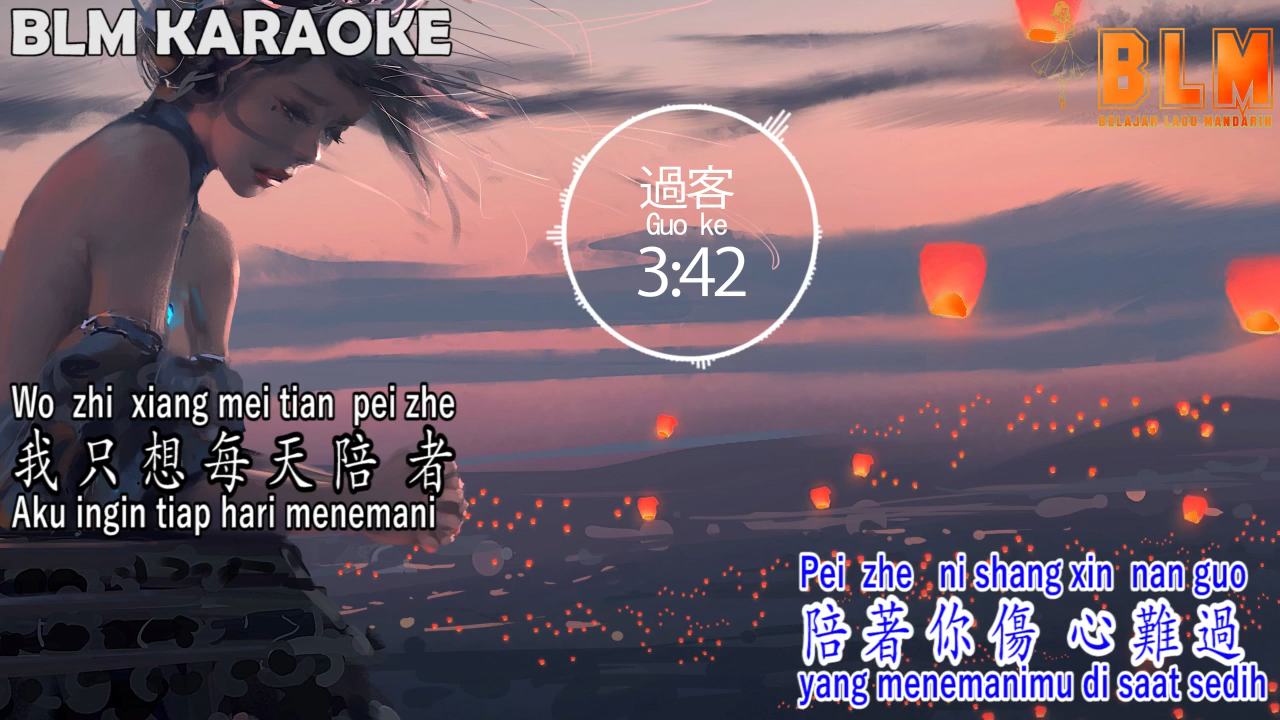 BLM KARAOKE
BLM
BELAJAR LAGU MANDARIN
過客
Guo ke
3:42
Wo zhi xiang mei tian pei zhe
我只想每天陪者
Aku ingin tiap hari menemani
Pei zhe ni shang xin nan guo
陪著你傷心難過
yang menemanimu di saat sedih